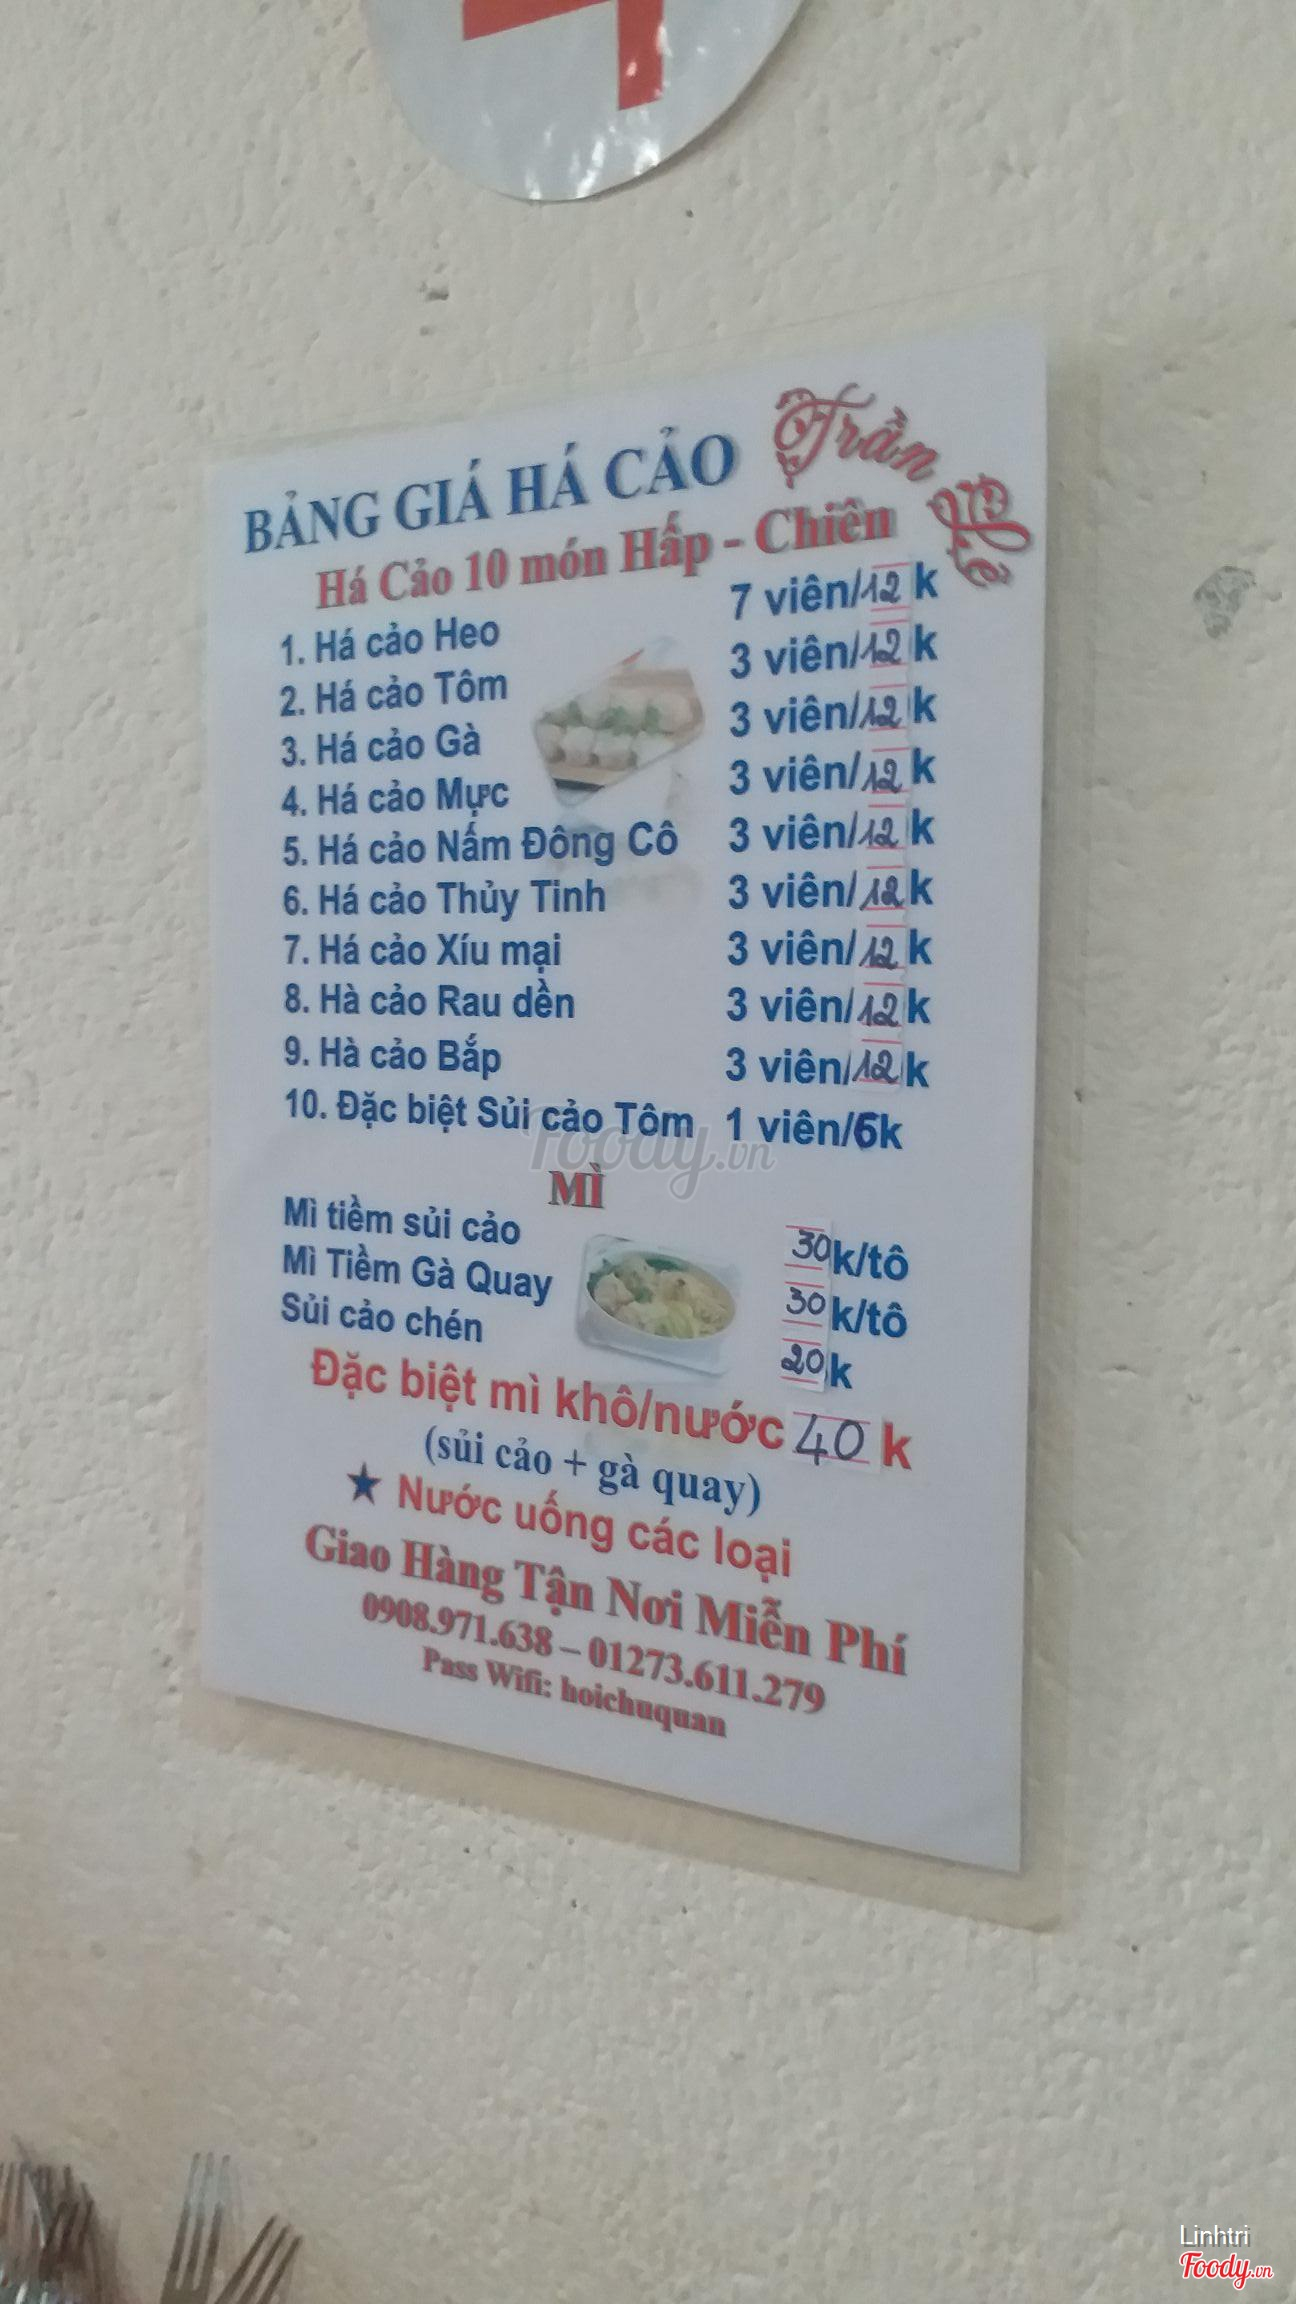 BẢNG GIÁ HÁ CẢO Trần Kế
Há Cảo 10 món Hấp - Chiên
1. Há cảo Heo 7 viên/12 k
2. Há cảo Tôm 3 viên/12 k
3. Há cảo Gà 3 viên/12 k
4. Há cảo Mực 3 viên/12 k
5. Há cảo Nấm Đông Cô 3 viên/12 k
6. Há cảo Thủy Tinh 3 viên/12 k
7. Há cảo Xíu mại 3 viên/12 k
8. Hà cảo Rau dền 3 viên/12 k
9. Hà cảo Bắp 3 viên/12 k
10. Đặc biệt Sủi cảo Tôm 1 viên/6k
Foody.vn
MÌ
Mì tiềm sủi cảo 30k/tô
Mì Tiềm Gà Quay 30k/tô
Sủi cảo chén 20k
Đặc biệt mì khô/nước 40 k
(sủi cảo + gà quay)
★ Nước uống các loại
Giao Hàng Tận Nơi Miễn Phí
0908.971.638 – 01273.611.279
Pass Wifi: hoichuquan
Linhtri
Foody.vn